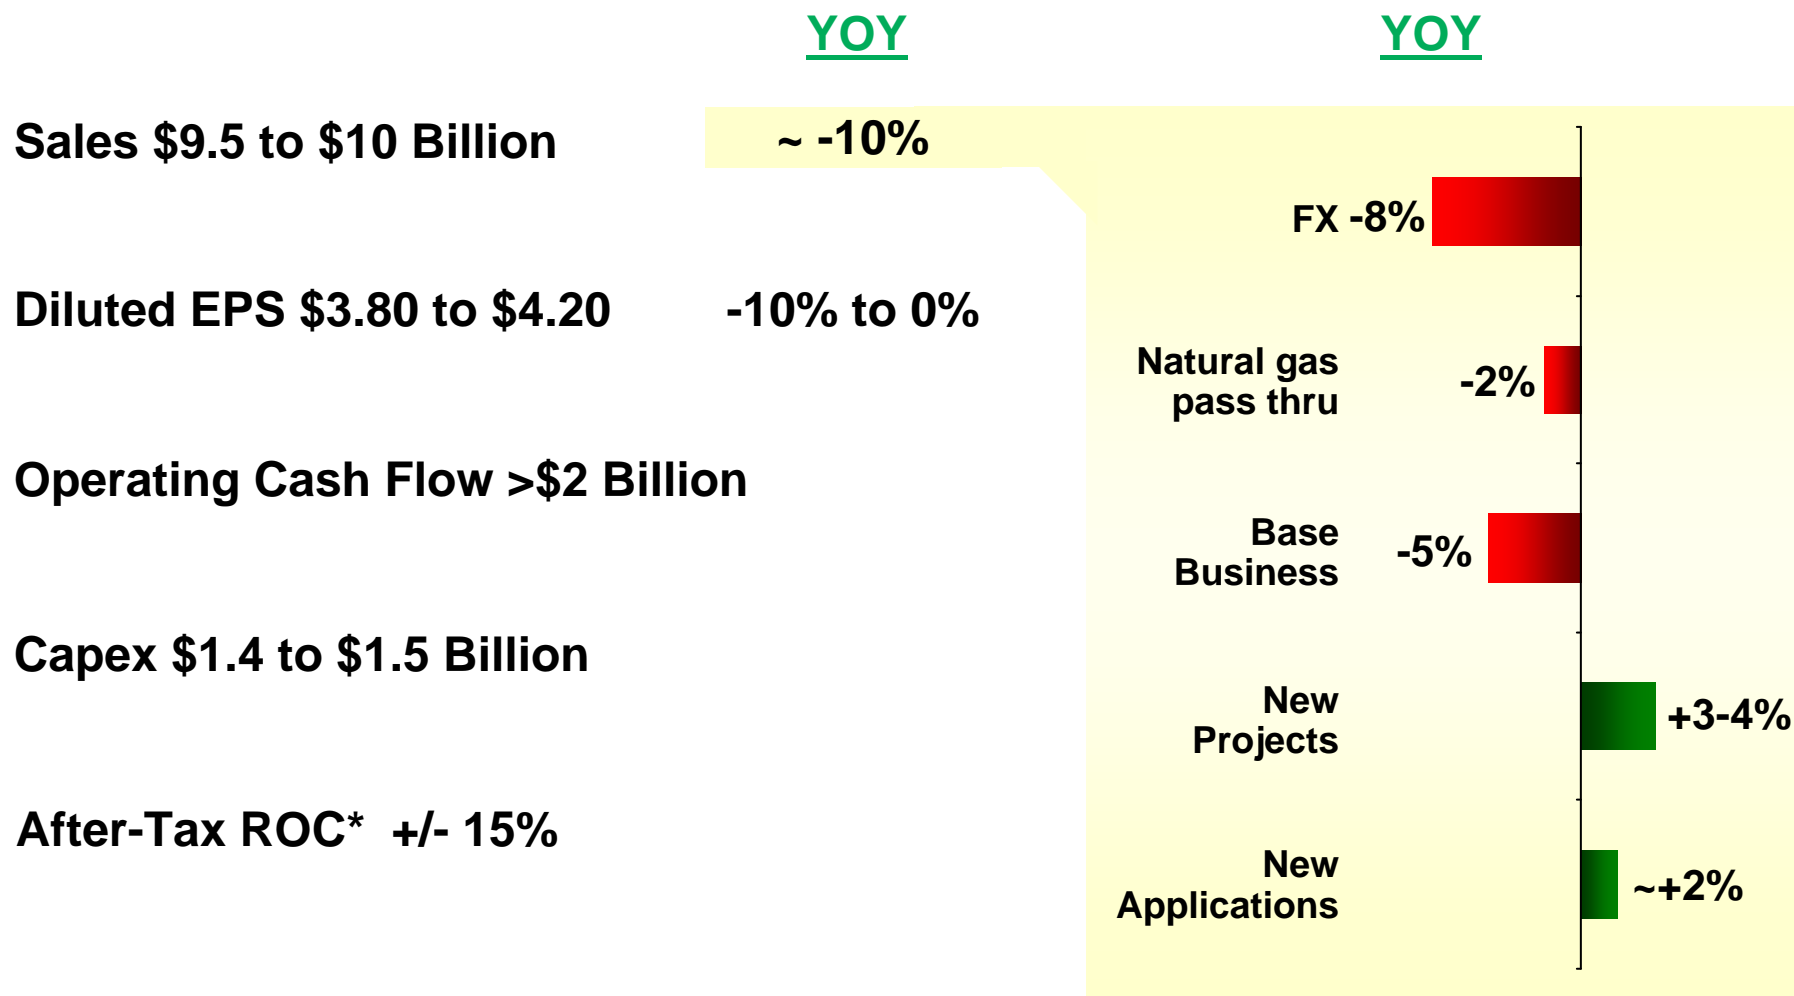 YOY
YOY
Sales $9.5 to $10 Billion
~ -10%
Diluted EPS $3.80 to $4.20
-10% to 0%
Operating Cash Flow >$2 Billion
Capex $1.4 to $1.5 Billion
After-Tax ROC* +/- 15%
FX -8%
Natural gas
pass thru
-2%
Base
Business
-5%
New
Projects
+3-4%
New
Applications
~+2%